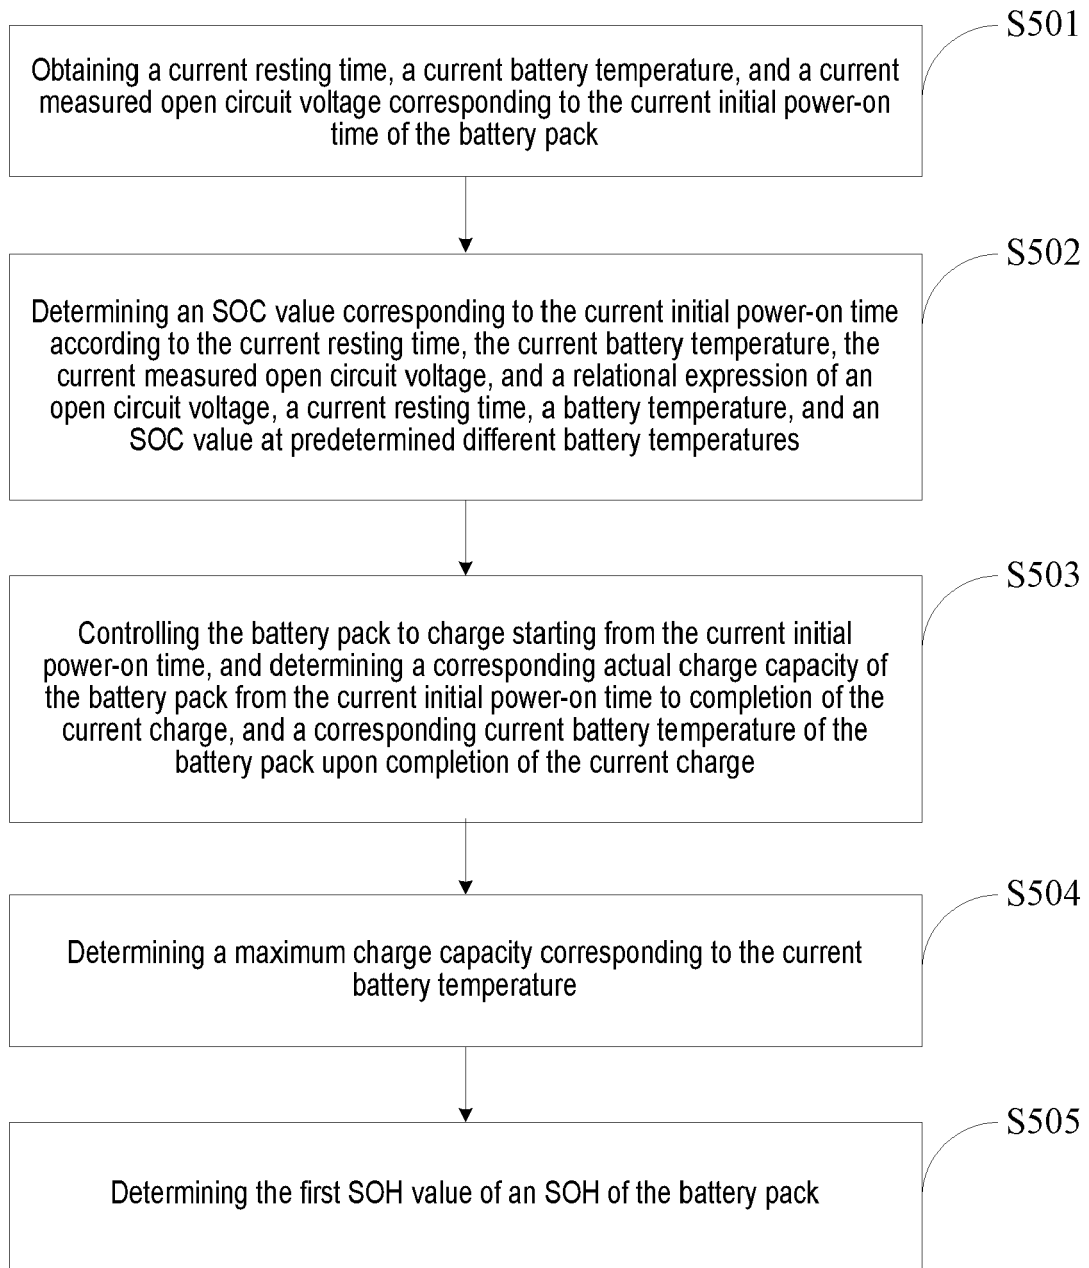 S501
Obtaining a current resting time, a current battery temperature, and a current
measured open circuit voltage corresponding to the current initial power-on
time of the battery pack
S502
Determining an SOC value corresponding to the current initial power-on time
according to the current resting time, the current battery temperature, the
current measured open circuit voltage, and a relational expression of an
open circuit voltage, a current resting time, a battery temperature, and an
SOC value at predetermined different battery temperatures
S503
Controlling the battery pack to charge starting from the current initial
power-on time, and determining a corresponding actual charge capacity of
the battery pack from the current initial power-on time to completion of the
current charge, and a corresponding current battery temperature of the
battery pack upon completion of the current charge
S504
Determining a maximum charge capacity corresponding to the current
battery temperature
S505
Determining the first SOH value of an SOH of the battery pack